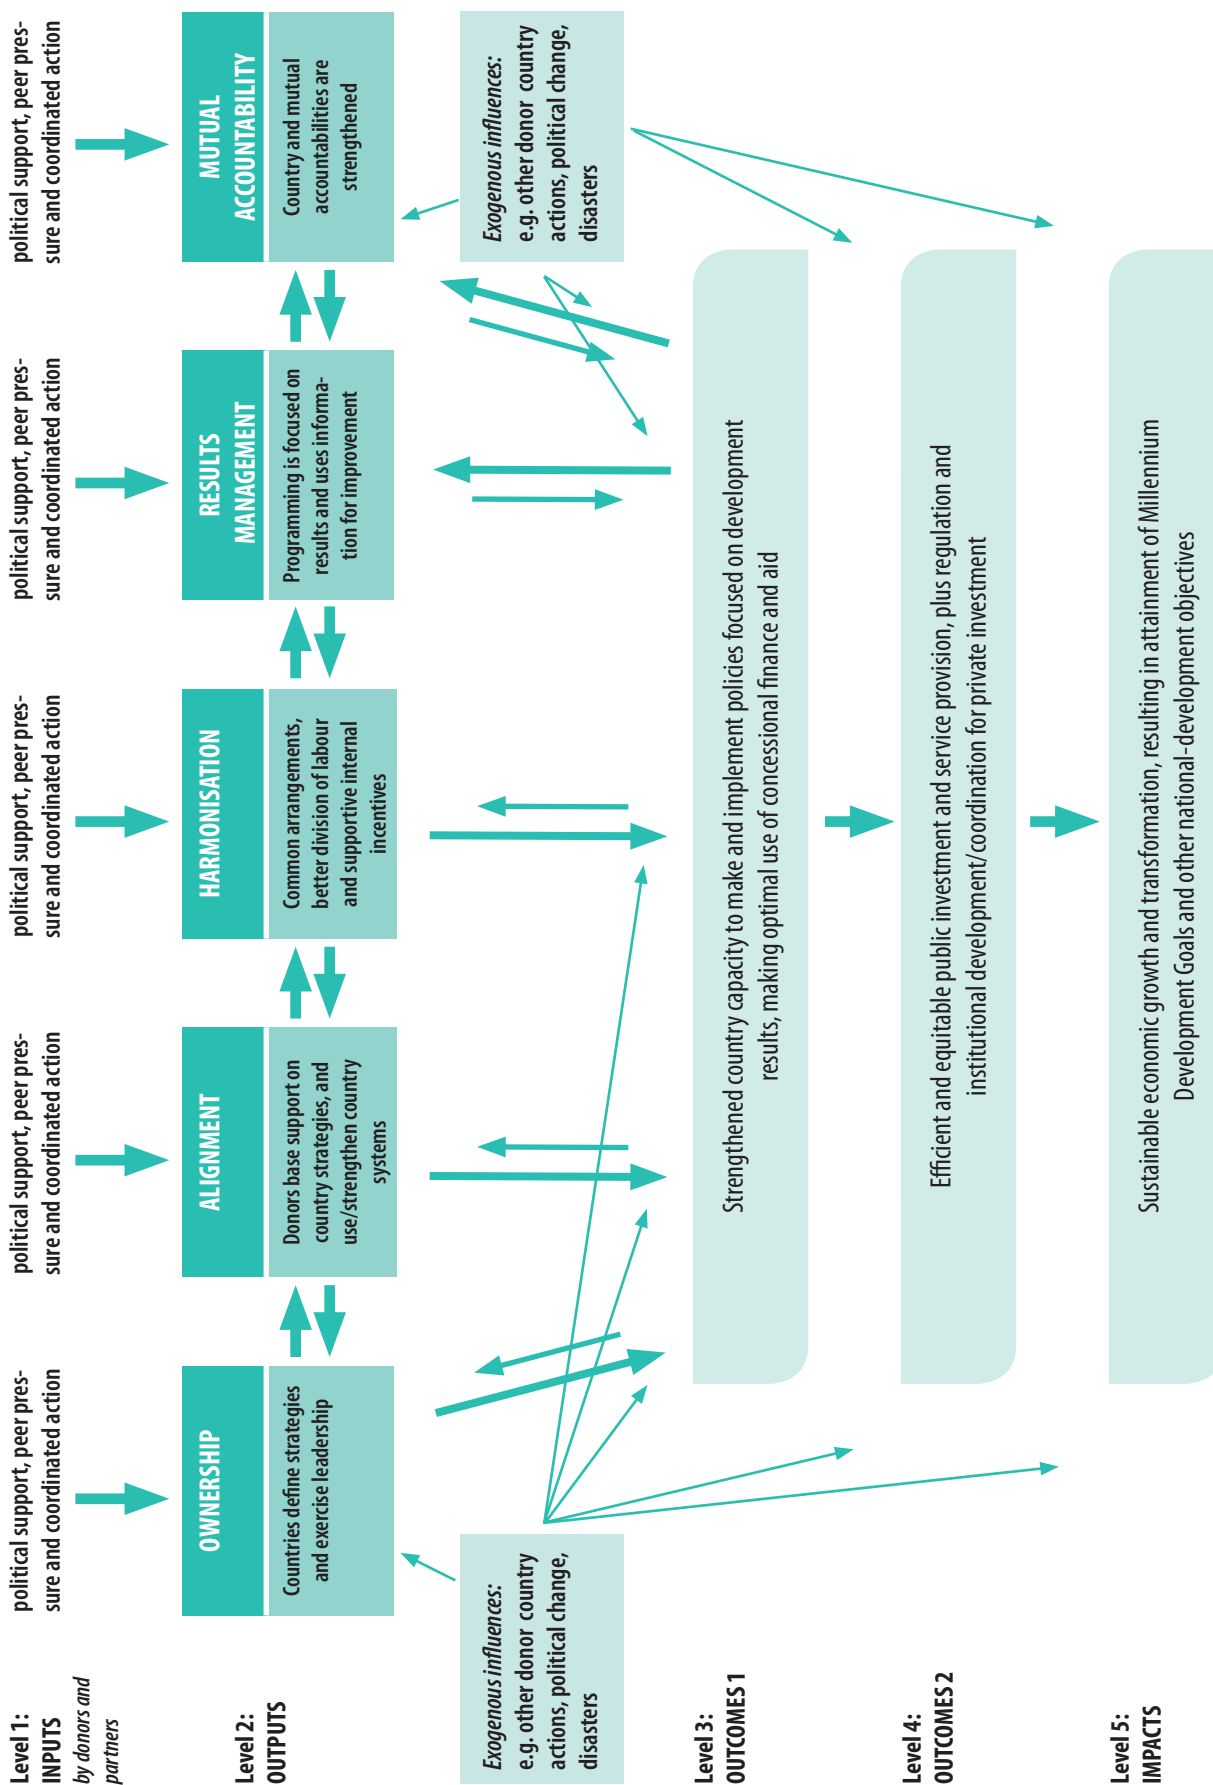 Level 1:
INPUTS
by donors and
partners
political support, peer pres-
sure and coordinated action
political support, peer pres-
sure and coordinated action
political support, peer pres-
sure and coordinated action
political support, peer pres-
sure and coordinated action
political support, peer pres-
sure and coordinated action
Level 2:
OUTPUTS
OWNERSHIP
Countries define strategies
and exercise leadership
ALIGNMENT
Donors base support on
country strategies, and
use/strengthen country
systems
HARMONISATION
Common arrangements,
better division of labour
and supportive internal
incentives
RESULTS
MANAGEMENT
Programming is focused on
results and uses informa-
tion for improvement
MUTUAL
ACCOUNTABILITY
Country and mutual
accountabilities are
strengthened
Exogenous influences:
e.g. other donor country
actions, political change,
disasters
Exogenous influences:
e.g. other donor country
actions, political change,
disasters
Level 3:
OUTCOMES 1
Strengthened country capacity to make and implement policies focused on development
results, making optimal use of concessional finance and aid
Level 4:
OUTCOMES 2
Efficient and equitable public investment and service provision, plus regulation and
institutional development/coordination for private investment
Level 5:
IMPACTS
Sustainable economic growth and transformation, resulting in attainment of Millennium
Development Goals and other national-development objectives